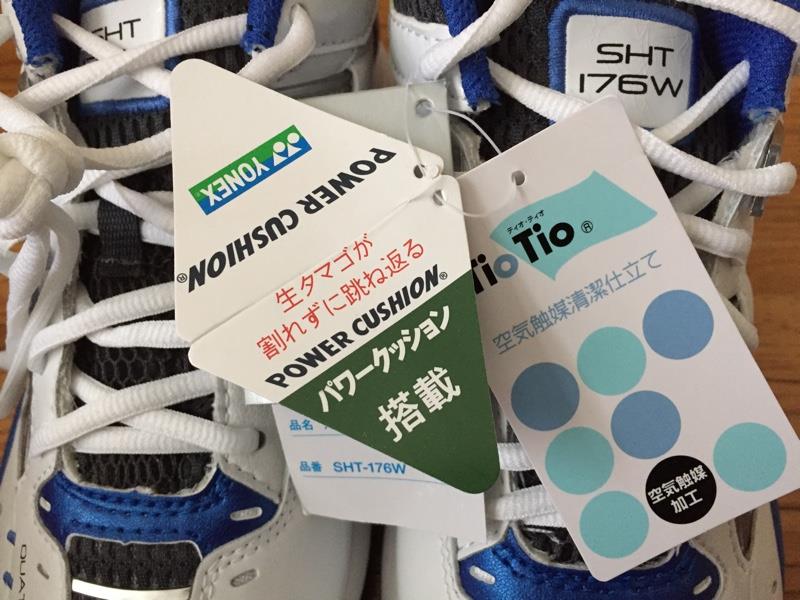 SHT
SHT
176W
YONEX®
POWER CUSHION®
生タマゴが
割れずに跳ね返る
POWER CUSHION®
パワークッション
搭載
品名
品番 SHT-176W
ティオ・ティオ
TioTio®
空気触媒清潔仕立て
空気触媒
加工